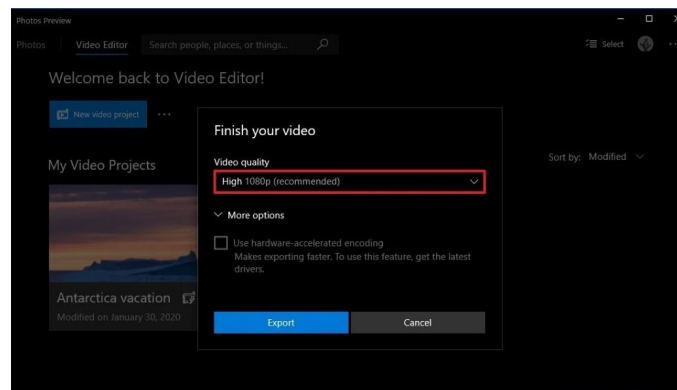 Photos Preview
Photos
Video Editor
Search people, places, or things...
Select
Welcome back to Video Editor!
New video project
My Video Projects
Sort by: Modified
Antarctica vacation
Modified on January 30, 2020
Finish your video
Video quality
High 1080p (recommended)
More options
Use hardware-accelerated encoding
Makes exporting faster. To use this feature, get the latest
drivers.
Export
Cancel